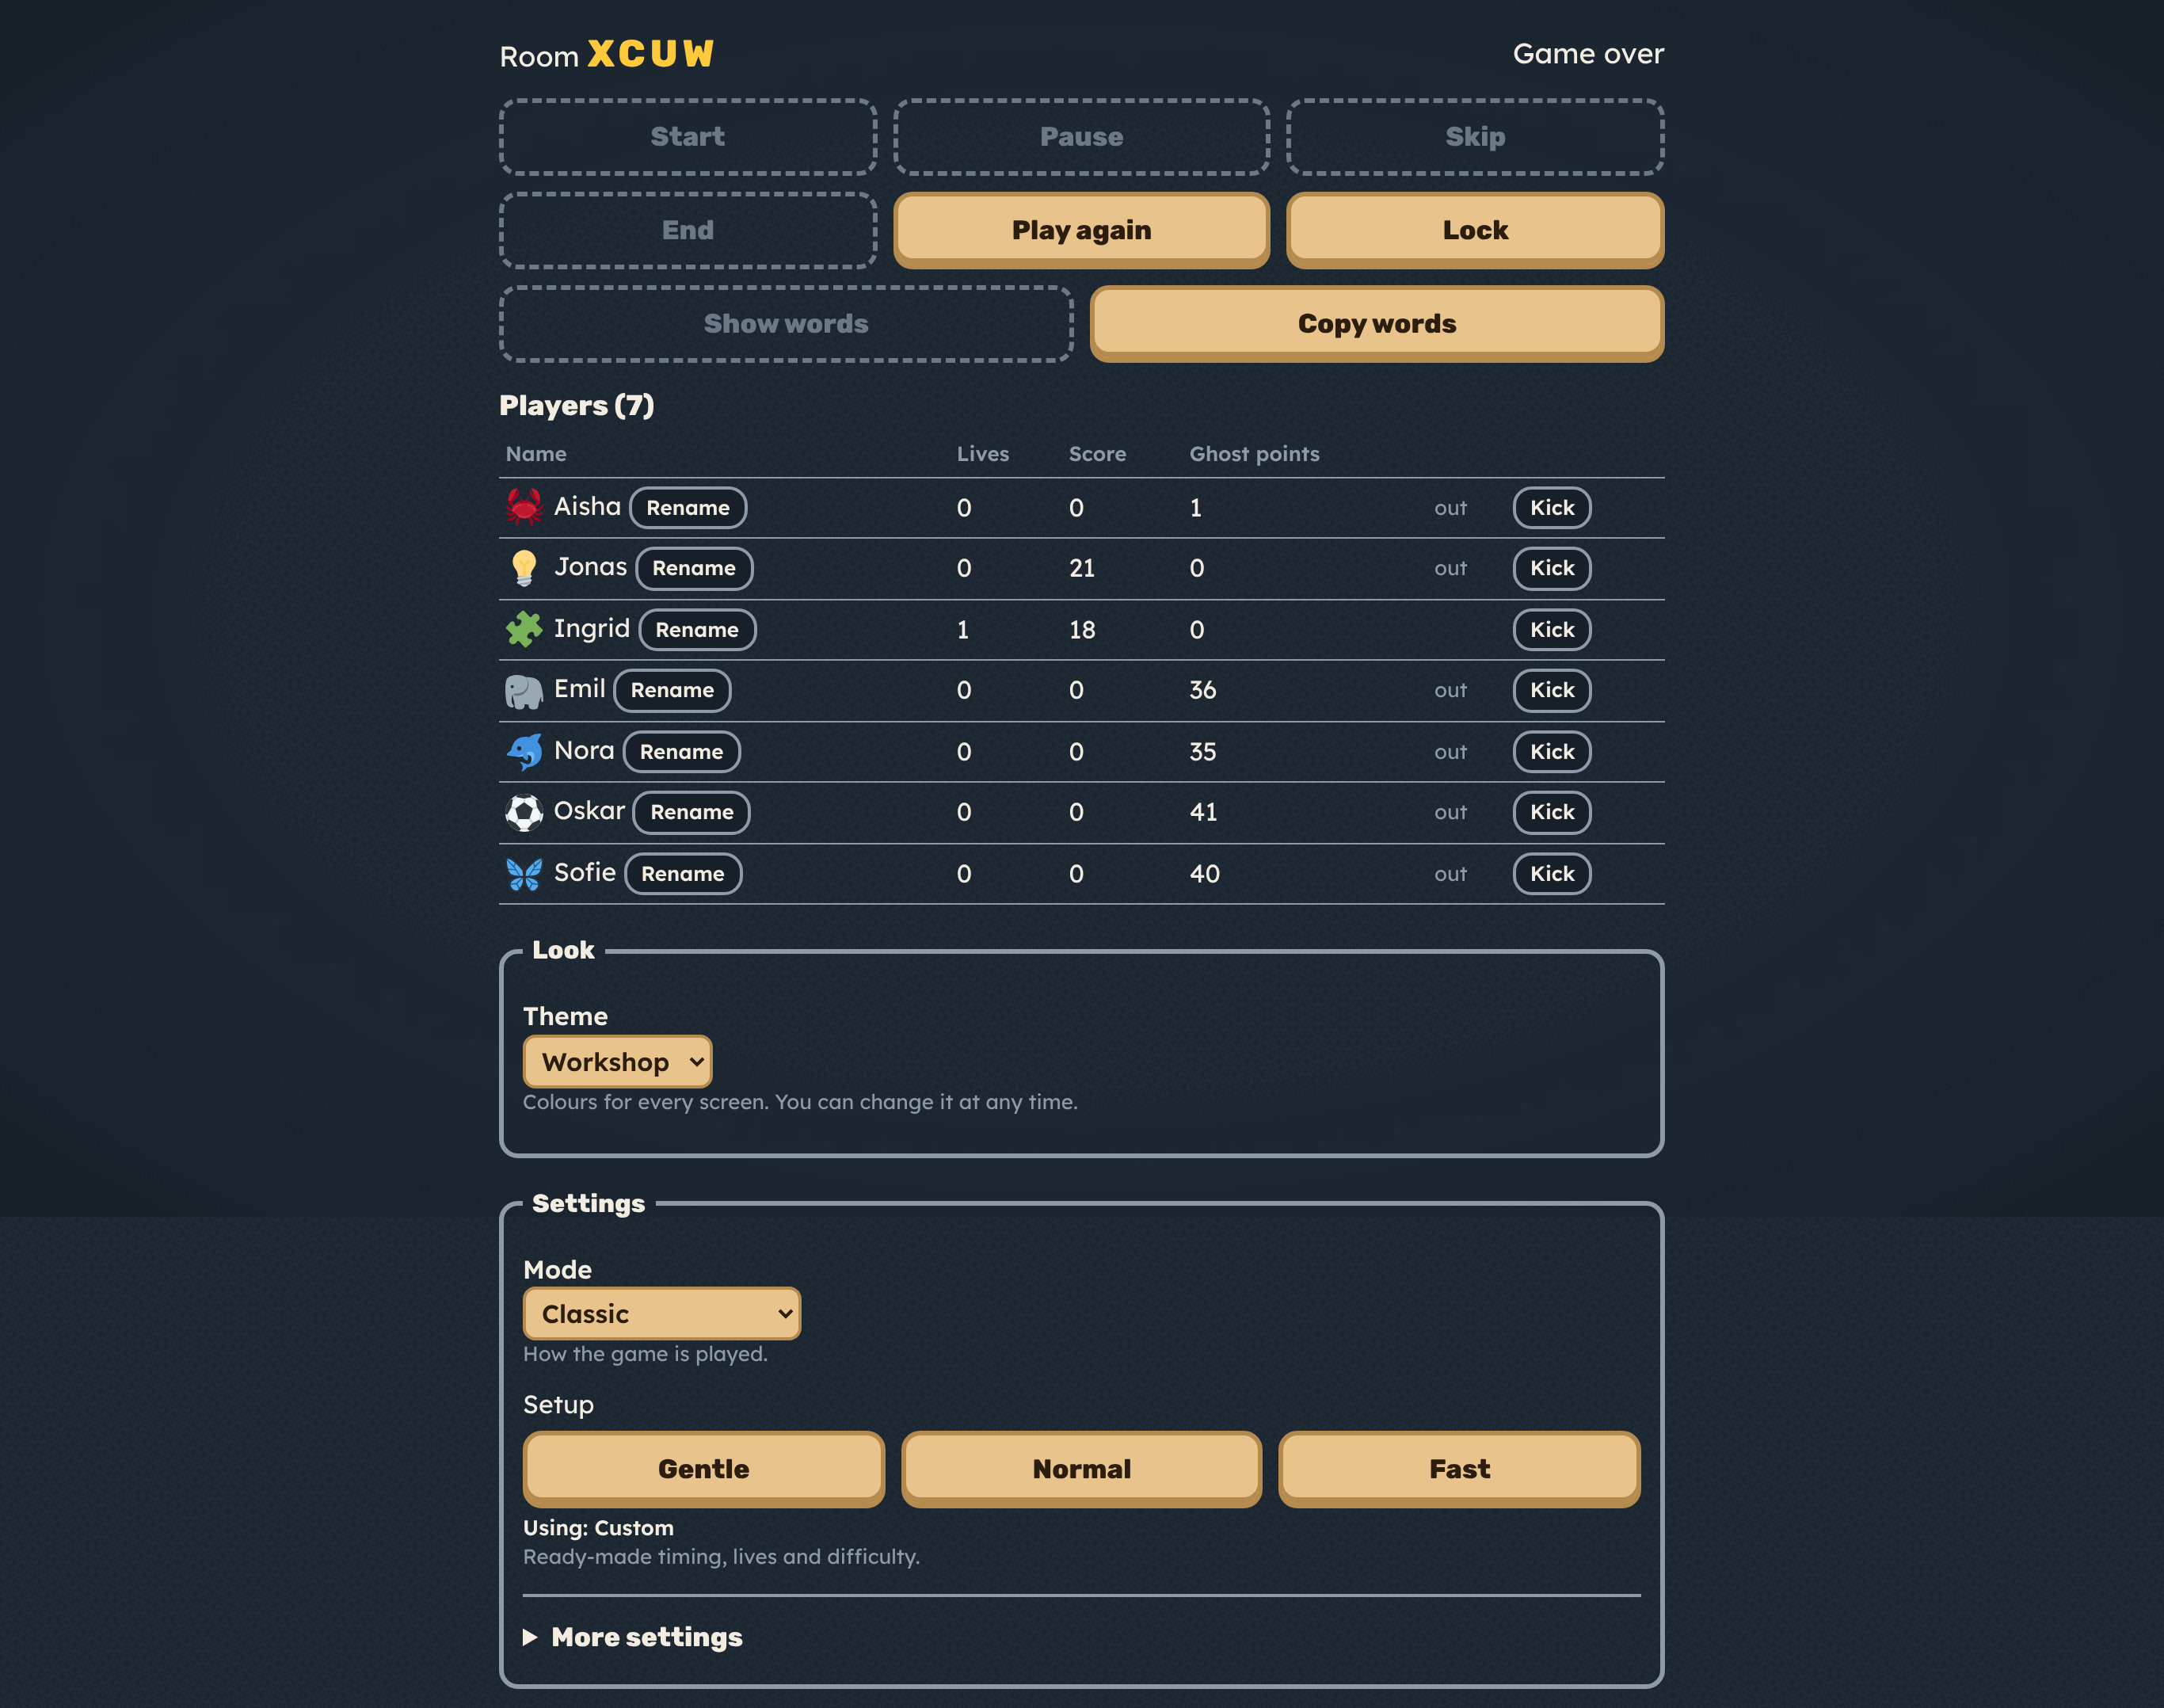 Room XCUW Game over
Start Pause Skip
End Play again Lock
Show words Copy words
Players (7)
Name Lives Score Ghost points
Aisha Rename 0 0 1 out Kick
Jonas Rename 0 21 0 out Kick
Ingrid Rename 1 18 0 Kick
Emil Rename 0 0 36 out Kick
Nora Rename 0 0 35 out Kick
Oskar Rename 0 0 41 out Kick
Sofie Rename 0 0 40 out Kick
Look
Theme
Workshop
Colours for every screen. You can change it at any time.
Settings
Mode
Classic
How the game is played.
Setup
Gentle Normal Fast
Using: Custom
Ready-made timing, lives and difficulty.
More settings